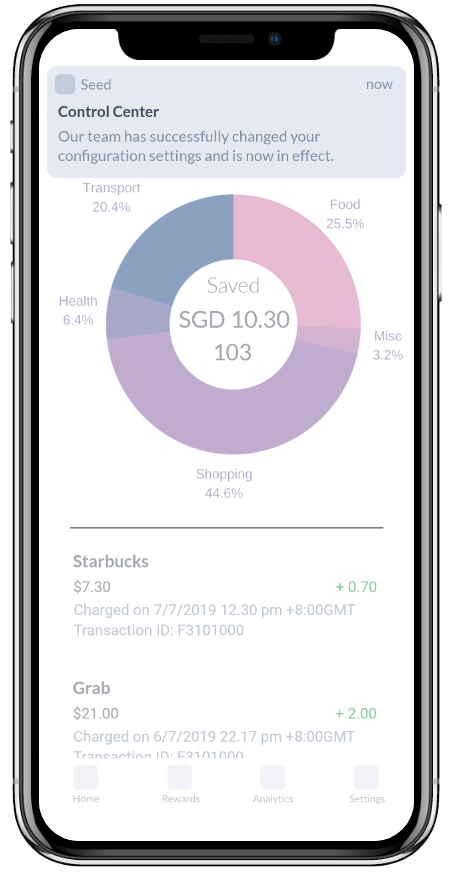 Seed
now
Control Center
Our team has successfully changed your
configuration settings and is now in effect.
Transport
20.4%
Food
25.5%
Saved
Health
6.4%
SGD 10.30
103
Misc
3.2%
Shopping
44.6%
Starbucks
$7.30 + 0.70
Charged on 7/7/2019 12.30 pm +8:00GMT
Transaction ID: F3101000
Grab
$21.00 + 2.00
Charged on 6/7/2019 22.17 pm +8:00GMT
Transaction ID: F3101000
Home Rewards Analytics Settings